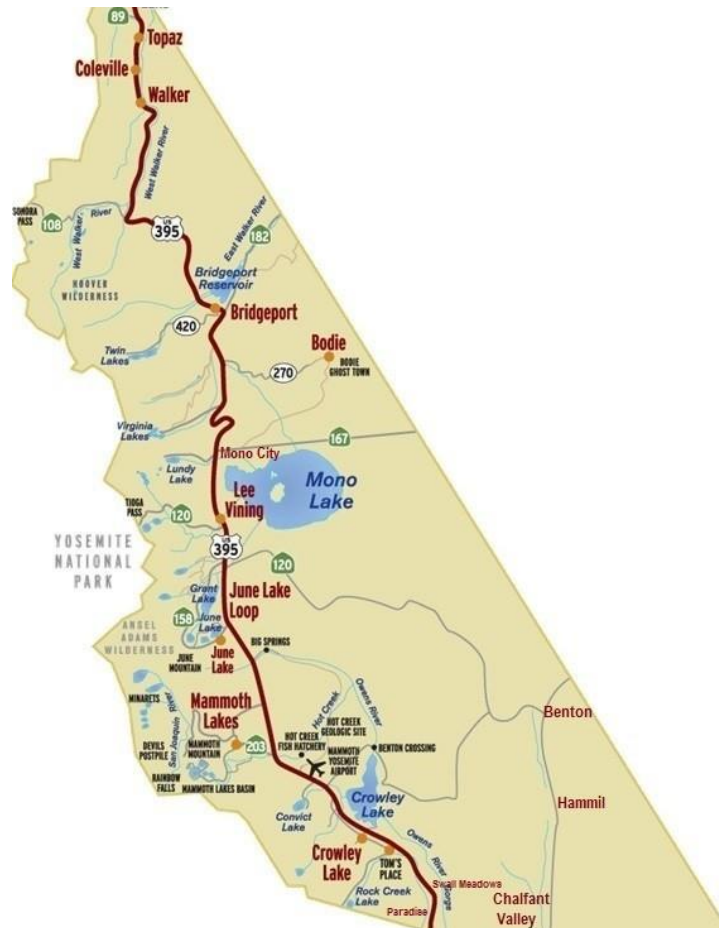 89
Topaz
Coleville
Walker
West Walker River
SONORA
PASS
108
West Walker
River
US
395
East Walker River
182
HOOVER
WILDERNESS
Bridgeport
Reservoir
Bridgeport
420
Twin
Lakes
Bodie
BODIE
GHOST TOWN
270
Virginia
Lakes
167
Mono City
Lundy
Lake
Mono
Lake
Lee
Vining
TIOGA
PASS
120
YOSEMITE
NATIONAL
PARK
US
395
120
Grant
Lake
June Lake
Loop
158
June
Lake
ANSEL
ADAMS
WILDERNESS
JUNE
MOUNTAIN
June
Lake
BIG SPRINGS
MINARETS
San Joaquin River
Mammoth
Lakes
Hot Creek
Owens River
HOT CREEK
GEOLOGIC SITE
HOT CREEK
FISH HATCHERY
BENTON CROSSING
Benton
DEVILS
POSTPILE
MAMMOTH
MOUNTAIN
203
MAMMOTH
YOSEMITE
AIRPORT
RAINBOW
FALLS
MAMMOTH LAKES BASIN
Crowley
Lake
Hammil
Convict
Lake
Crowley
Lake
TOM'S
PLACE
Owens River Gorge
Rock Creek
Lake
Swall Meadows
Paradise
Chalfant
Valley